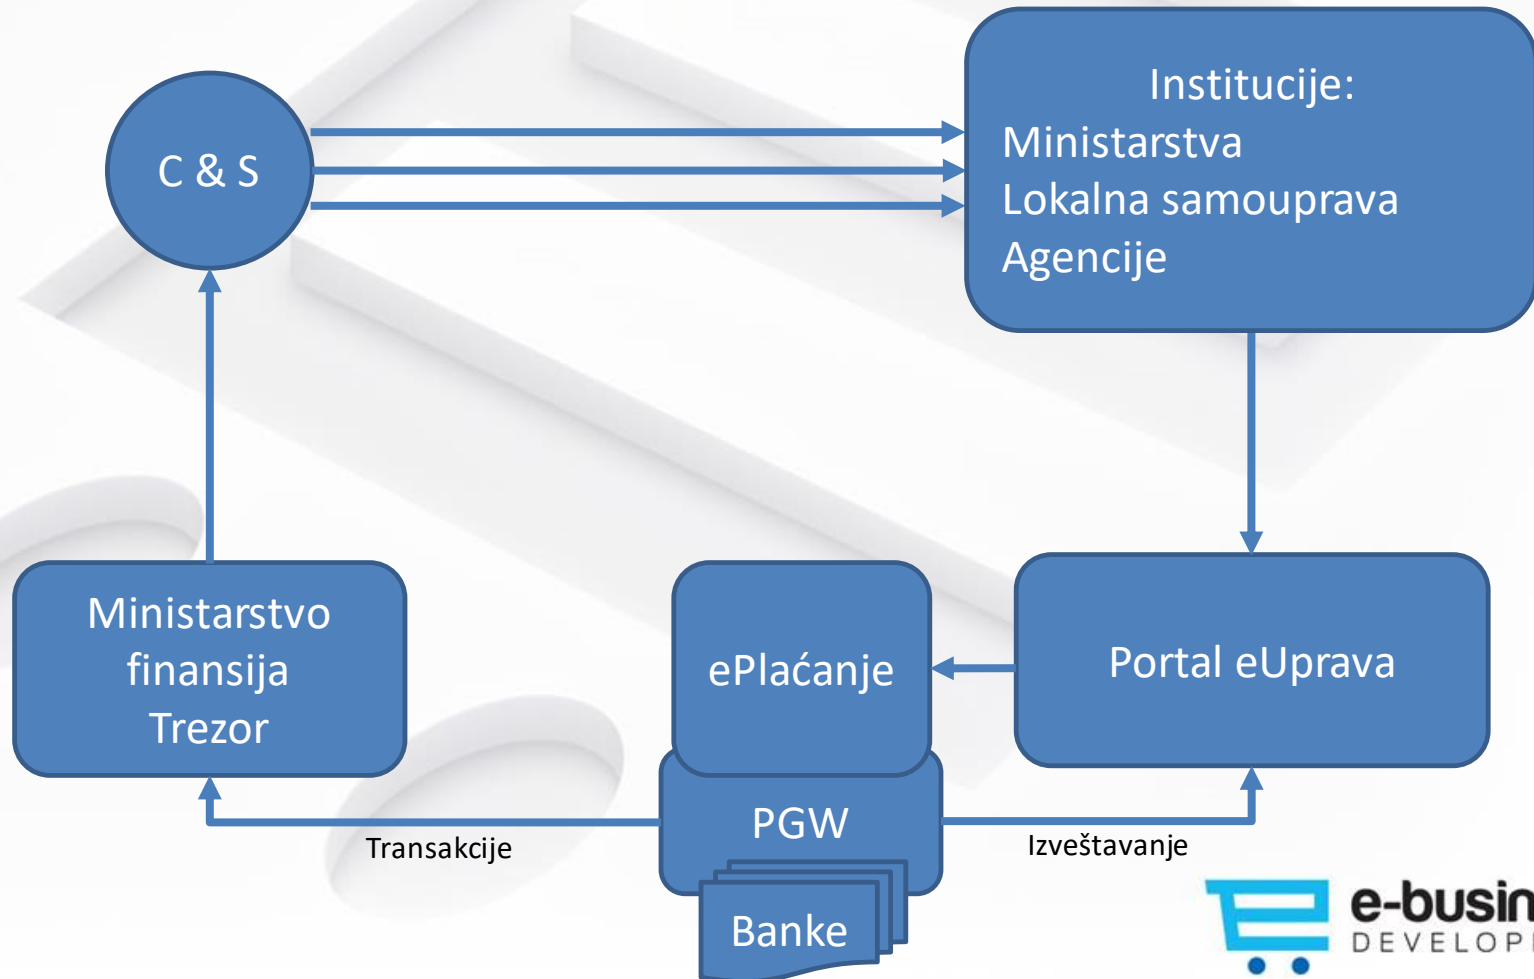 C & S
Institucije:
Ministarstva
Lokalna samouprava
Agencije
Ministarstvo
finansija
Trezor
ePlaćanje
Portal eUprava
PGW
Transakcije
Izveštavanje
Banke